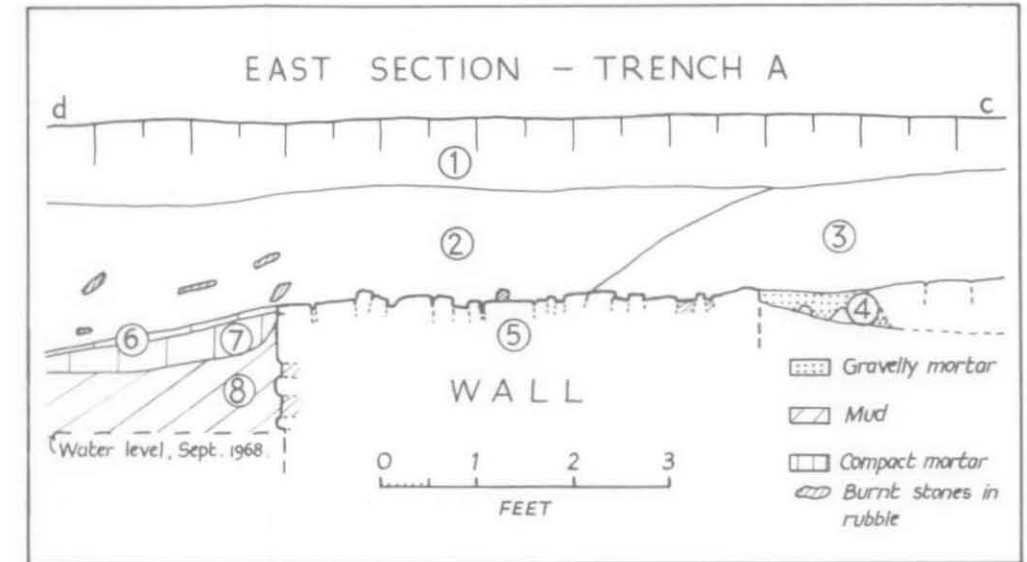 EAST SECTION – TRENCH A
d
c
1
2
3
4
5
6
7
8
WALL
Water level, Sept. 1968.
0 1 2 3
FEET
Gravelly mortar
Mud
Compact mortar
Burnt stones in
rubble